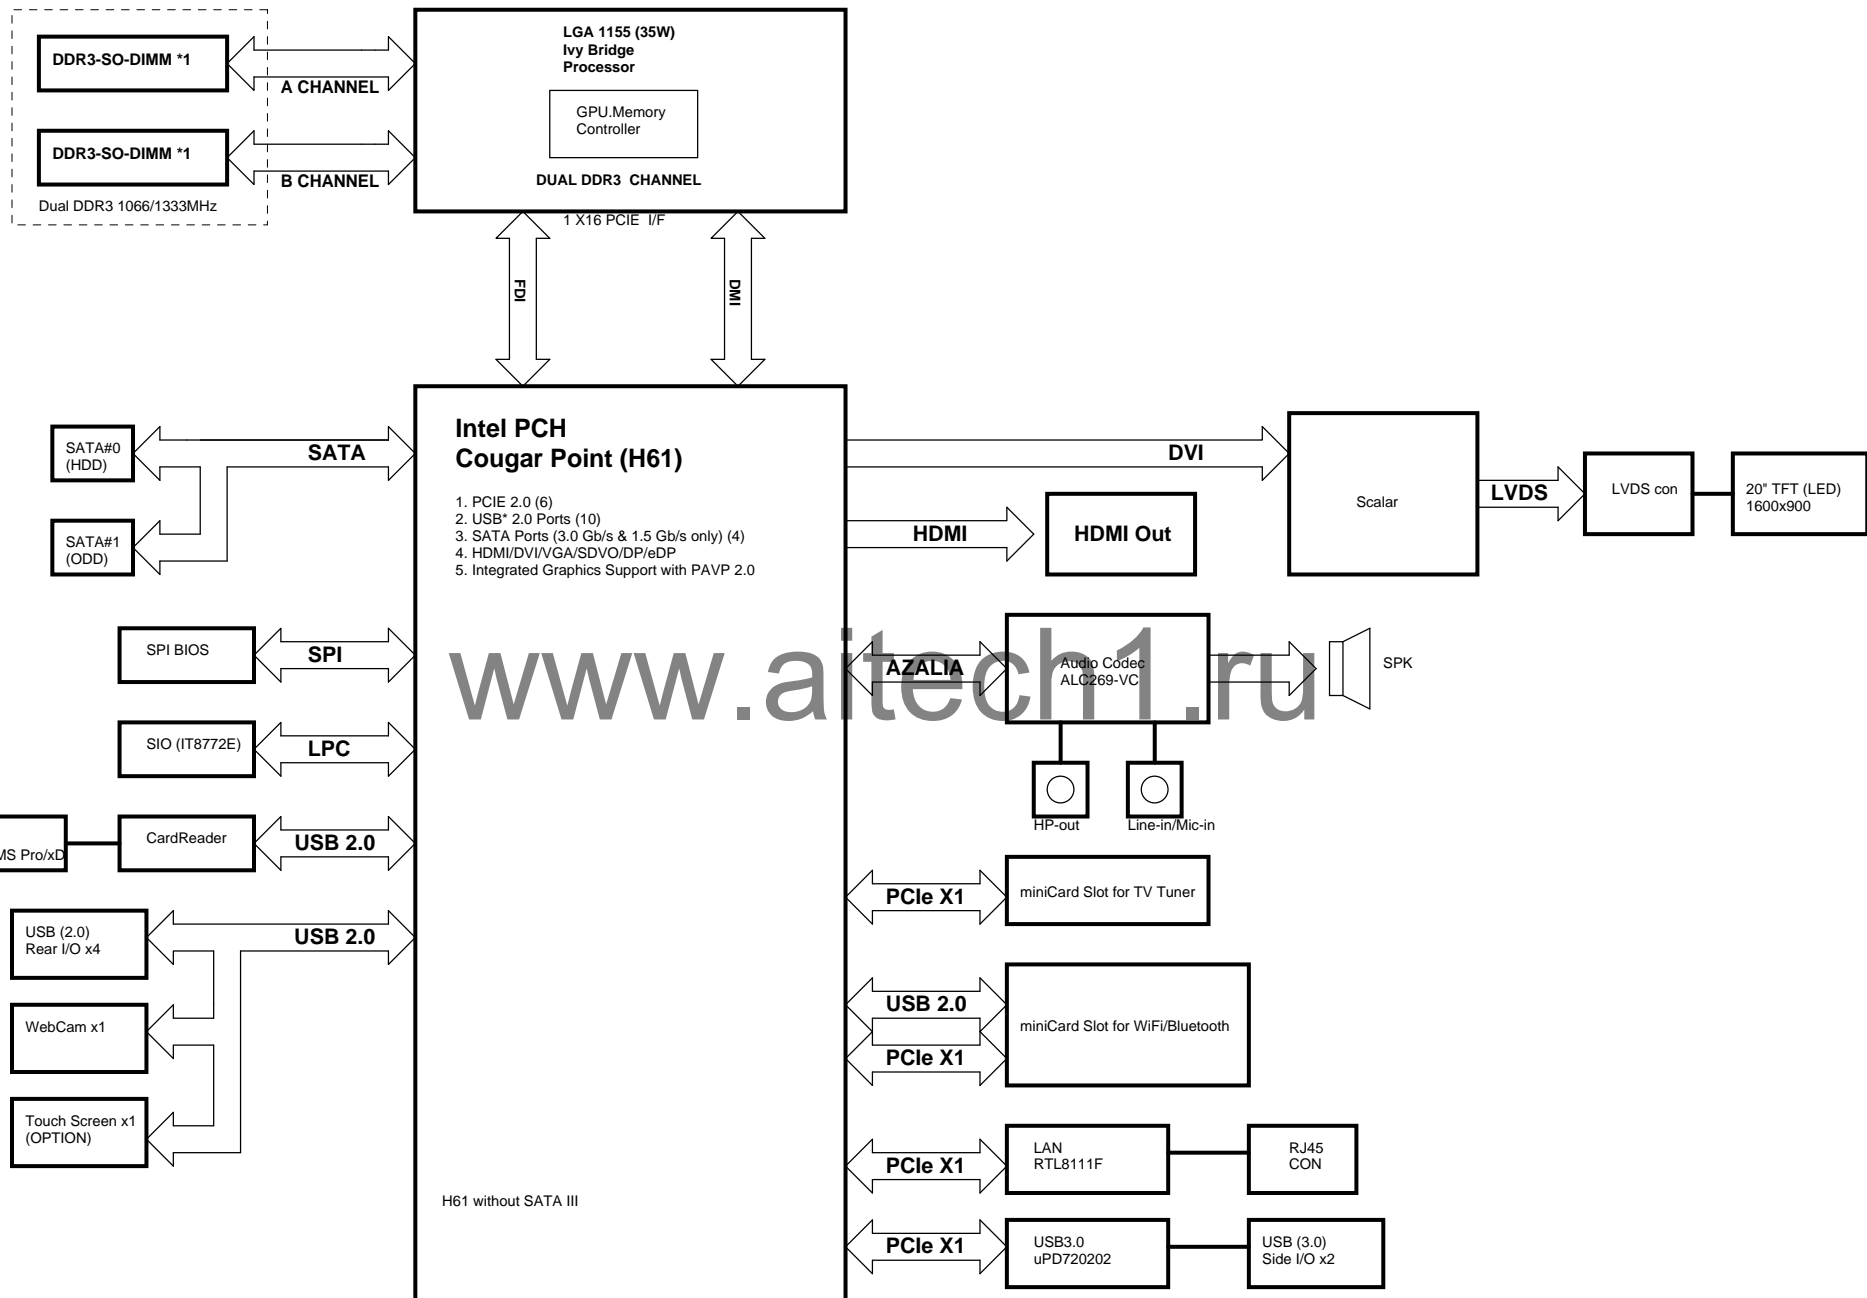 DDR3-SO-DIMM *1
A CHANNEL
DDR3-SO-DIMM *1
B CHANNEL
Dual DDR3 1066/1333MHz
LGA 1155 (35W)
Ivy Bridge
Processor
GPU.Memory
Controller
DUAL DDR3 CHANNEL
1 X16 PCIE I/F
FDI
DMI
Intel PCH
Cougar Point (H61)
1. PCIE 2.0 (6)
2. USB* 2.0 Ports (10)
3. SATA Ports (3.0 Gb/s & 1.5 Gb/s only) (4)
4. HDMI/DVI/VGA/SDVO/DP/eDP
5. Integrated Graphics Support with PAVP 2.0
H61 without SATA III
SATA#0
(HDD)
SATA
SATA#1
(ODD)
SPI BIOS
SPI
SIO (IT8772E)
LPC
MS Pro/xD
CardReader
USB 2.0
USB (2.0)
Rear I/O x4
USB 2.0
WebCam x1
Touch Screen x1
(OPTION)
DVI
Scalar
LVDS
LVDS con
20" TFT (LED)
1600x900
HDMI
HDMI Out
AZALIA
Audio Codec
ALC269-VC
SPK
HP-out
Line-in/Mic-in
PCIe X1
miniCard Slot for TV Tuner
USB 2.0
PCIe X1
miniCard Slot for WiFi/Bluetooth
PCIe X1
LAN
RTL8111F
RJ45
CON
PCIe X1
USB3.0
uPD720202
USB (3.0)
Side I/O x2
www.aitech1.ru